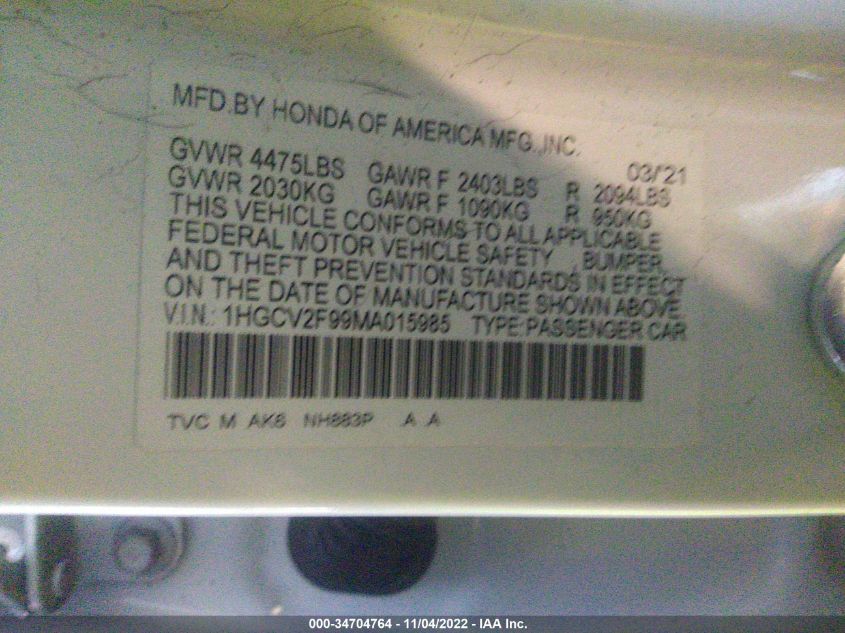 MFD.BY HONDA OF AMERICA MFG.,INC.
03/'21
GVWR 4475LBS GAWR F 2403LBS R 2094LBS
GVWR 2030KG GAWR F 1090KG R 950KG
THIS VEHICLE CONFORMS TO ALL APPLICABLE
FEDERAL MOTOR VEHICLE SAFETY , BUMPER,
AND THEFT PREVENTION STANDARDS IN EFFECT
ON THE DATE OF MANUFACTURE SHOWN ABOVE.
V.I.N.: 1HGCV2F99MA015985 TYPE:PASSENGER CAR
TVC M AK6 NH883P A A
000-34704764 - 11/04/2022 - IAA Inc.